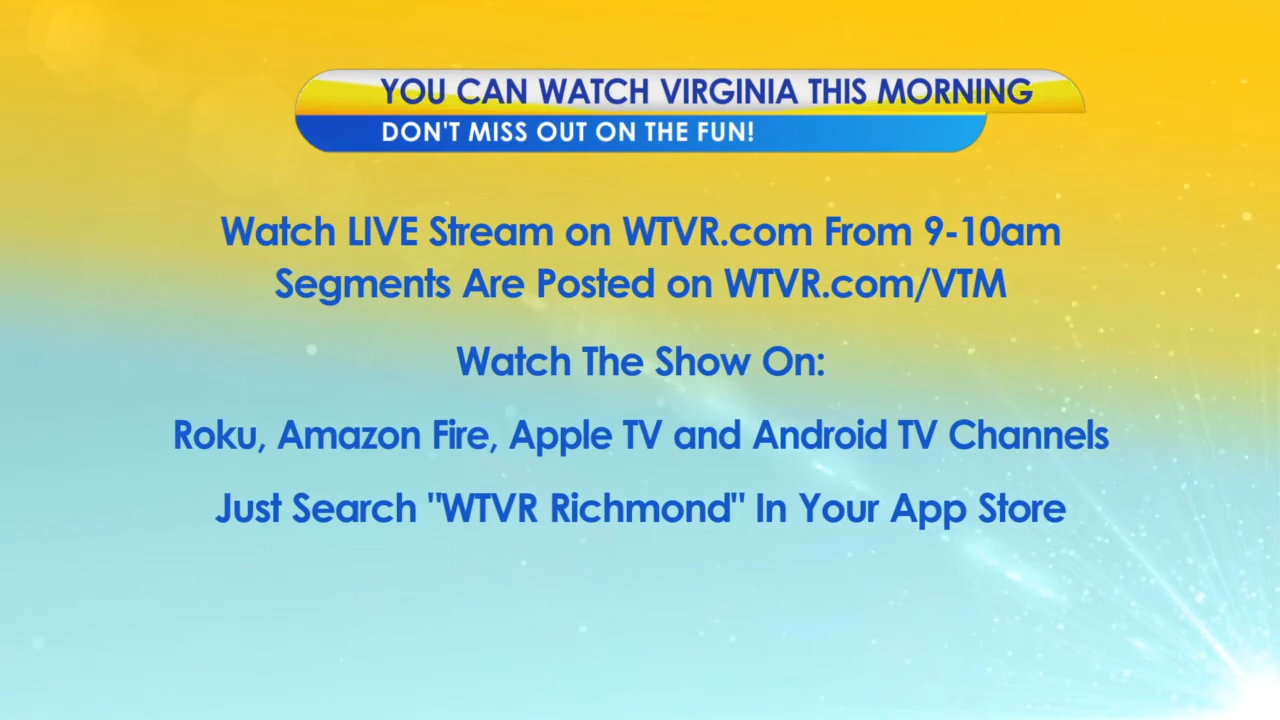 YOU CAN WATCH VIRGINIA THIS MORNING
DON'T MISS OUT ON THE FUN!
Watch LIVE Stream on WTVR.com From 9-10am
Segments Are Posted on WTVR.com/VTM
Watch The Show On:
Roku, Amazon Fire, Apple TV and Android TV Channels
Just Search "WTVR Richmond" In Your App Store